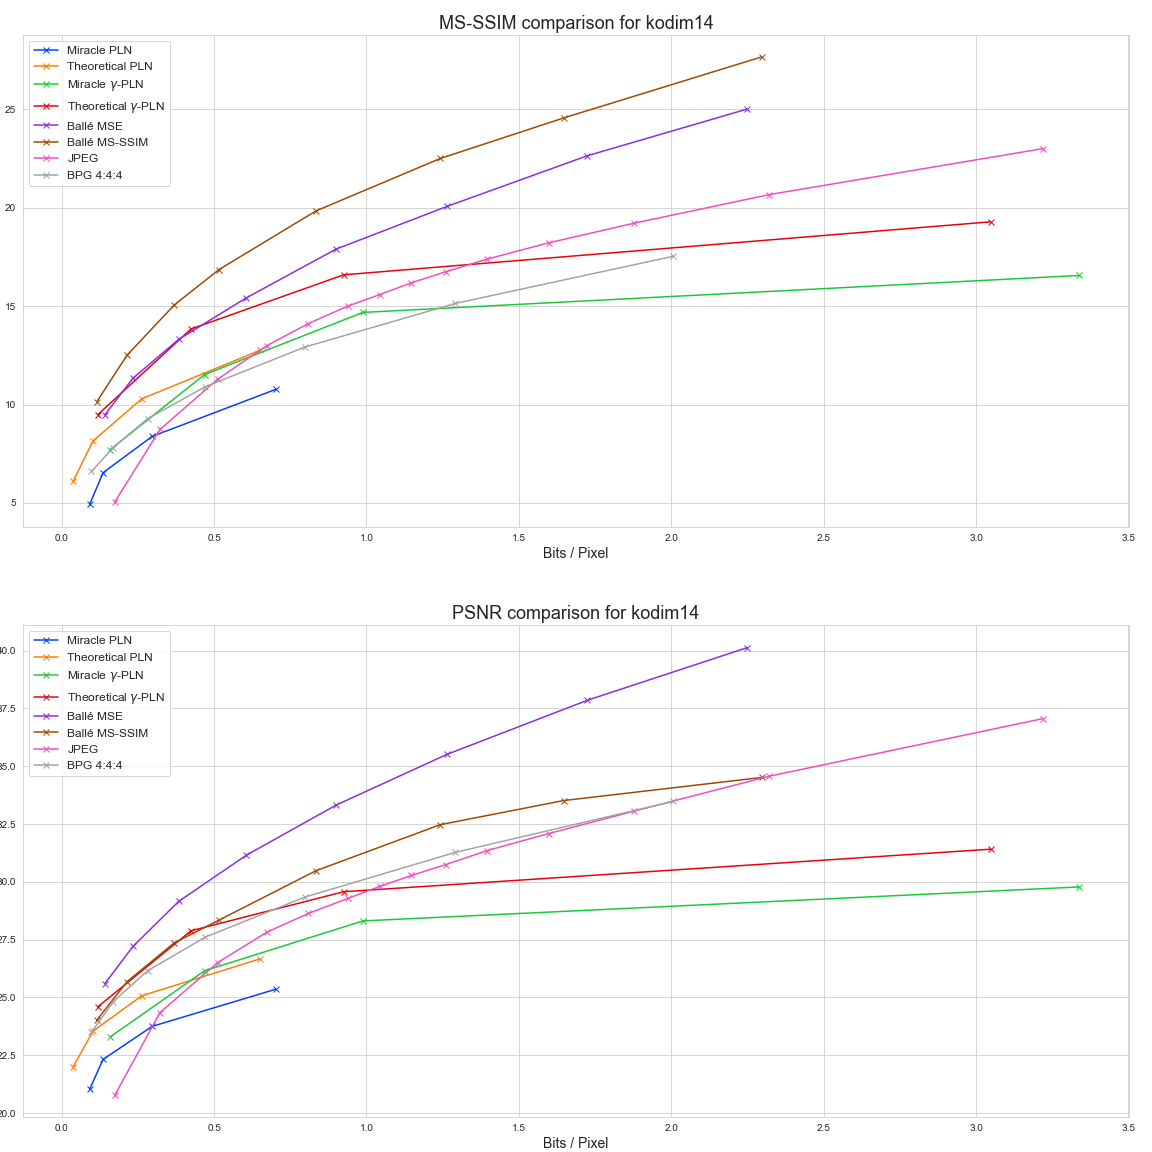 MS-SSIM comparison for kodim14
Miracle PLN
Theoretical PLN
Miracle γ-PLN
Theoretical γ-PLN
Ballé MSE
Ballé MS-SSIM
JPEG
BPG 4:4:4
25
20
15
10
5
0.0 0.5 1.0 1.5 2.0 2.5 3.0 3.5
Bits / Pixel
PSNR comparison for kodim14
Miracle PLN
Theoretical PLN
Miracle γ-PLN
Theoretical γ-PLN
Ballé MSE
Ballé MS-SSIM
JPEG
BPG 4:4:4
40.0
37.5
35.0
32.5
30.0
27.5
25.0
22.5
20.0
0.0 0.5 1.0 1.5 2.0 2.5 3.0 3.5
Bits / Pixel